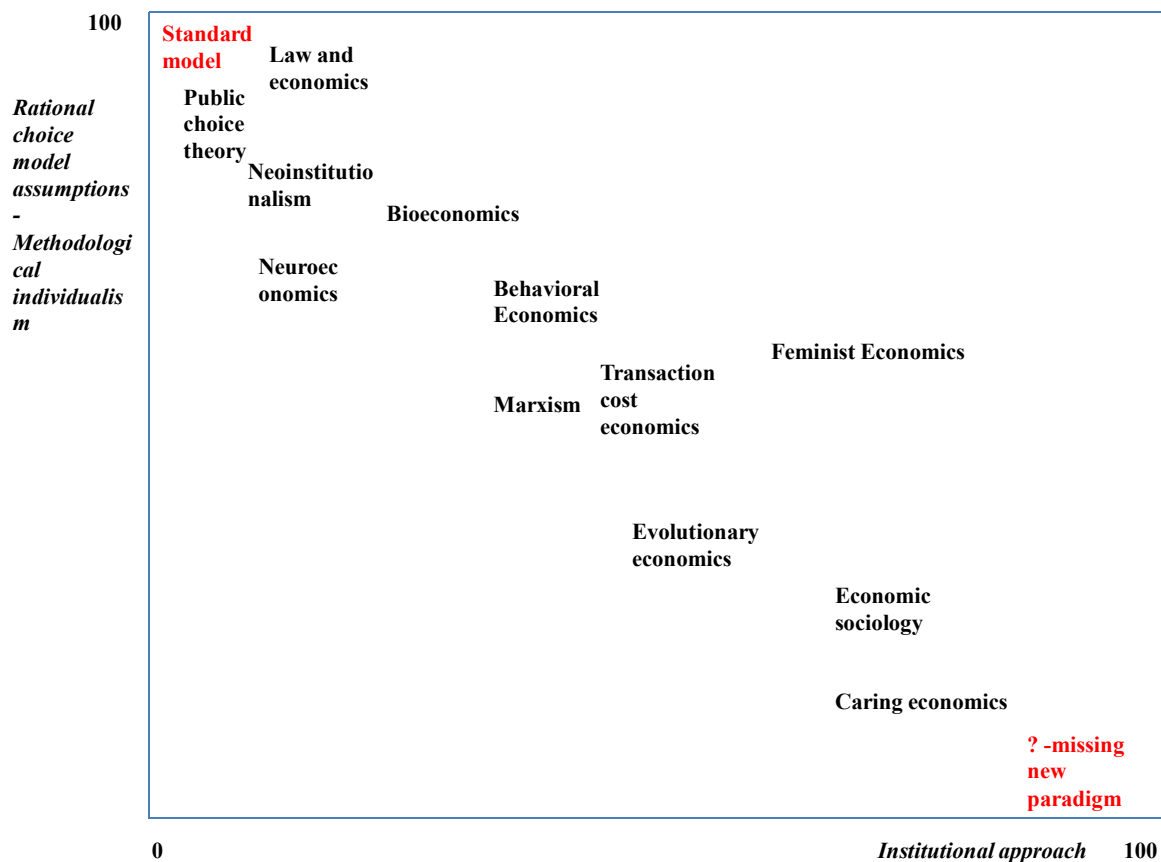 100
Rational
choice
model
assumptions
-
Methodologi
cal
individualis
m
Standard
model
Law and
economics
Public
choice
theory
Neoinstitutio
nalism
Bioeconomics
Neuroec
onomics
Behavioral
Economics
Feminist Economics
Transaction
cost
economics
Marxism
Evolutionary
economics
Economic
sociology
Caring economics
? -missing
new
paradigm
0
Institutional approach 100